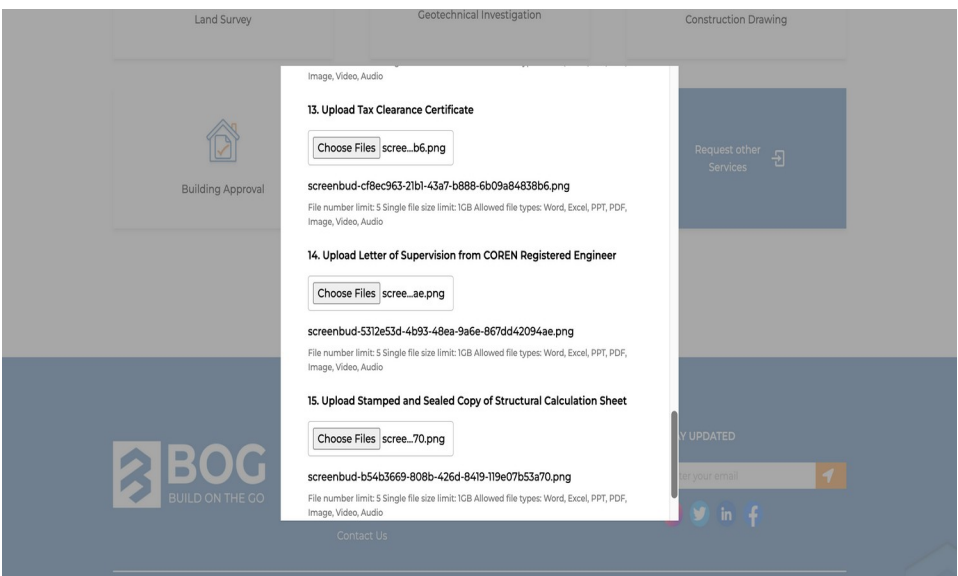 Land Survey
Geotechnical Investigation
Construction Drawing
Image, Video, Audio
13. Upload Tax Clearance Certificate
Choose Files scree...b6.png
screenbud-cf8ec963-21b1-43a7-b888-6b09a84838b6.png
File number limit: 5 Single file size limit: 1GB Allowed file types: Word, Excel, PPT, PDF,
Image, Video, Audio
Building Approval
Request other
Services
14. Upload Letter of Supervision from COREN Registered Engineer
Choose Files scree...ae.png
screenbud-5312e53d-4b93-48ea-9a6e-867dd42094ae.png
File number limit: 5 Single file size limit: 1GB Allowed file types: Word, Excel, PPT, PDF,
Image, Video, Audio
15. Upload Stamped and Sealed Copy of Structural Calculation Sheet
Choose Files scree...70.png
screenbud-b54b3669-808b-426d-8419-119e07b53a70.png
File number limit: 5 Single file size limit: 1GB Allowed file types: Word, Excel, PPT, PDF,
Image, Video, Audio
BOG
BUILD ON THE GO
Contact Us
AY UPDATED
ter your email